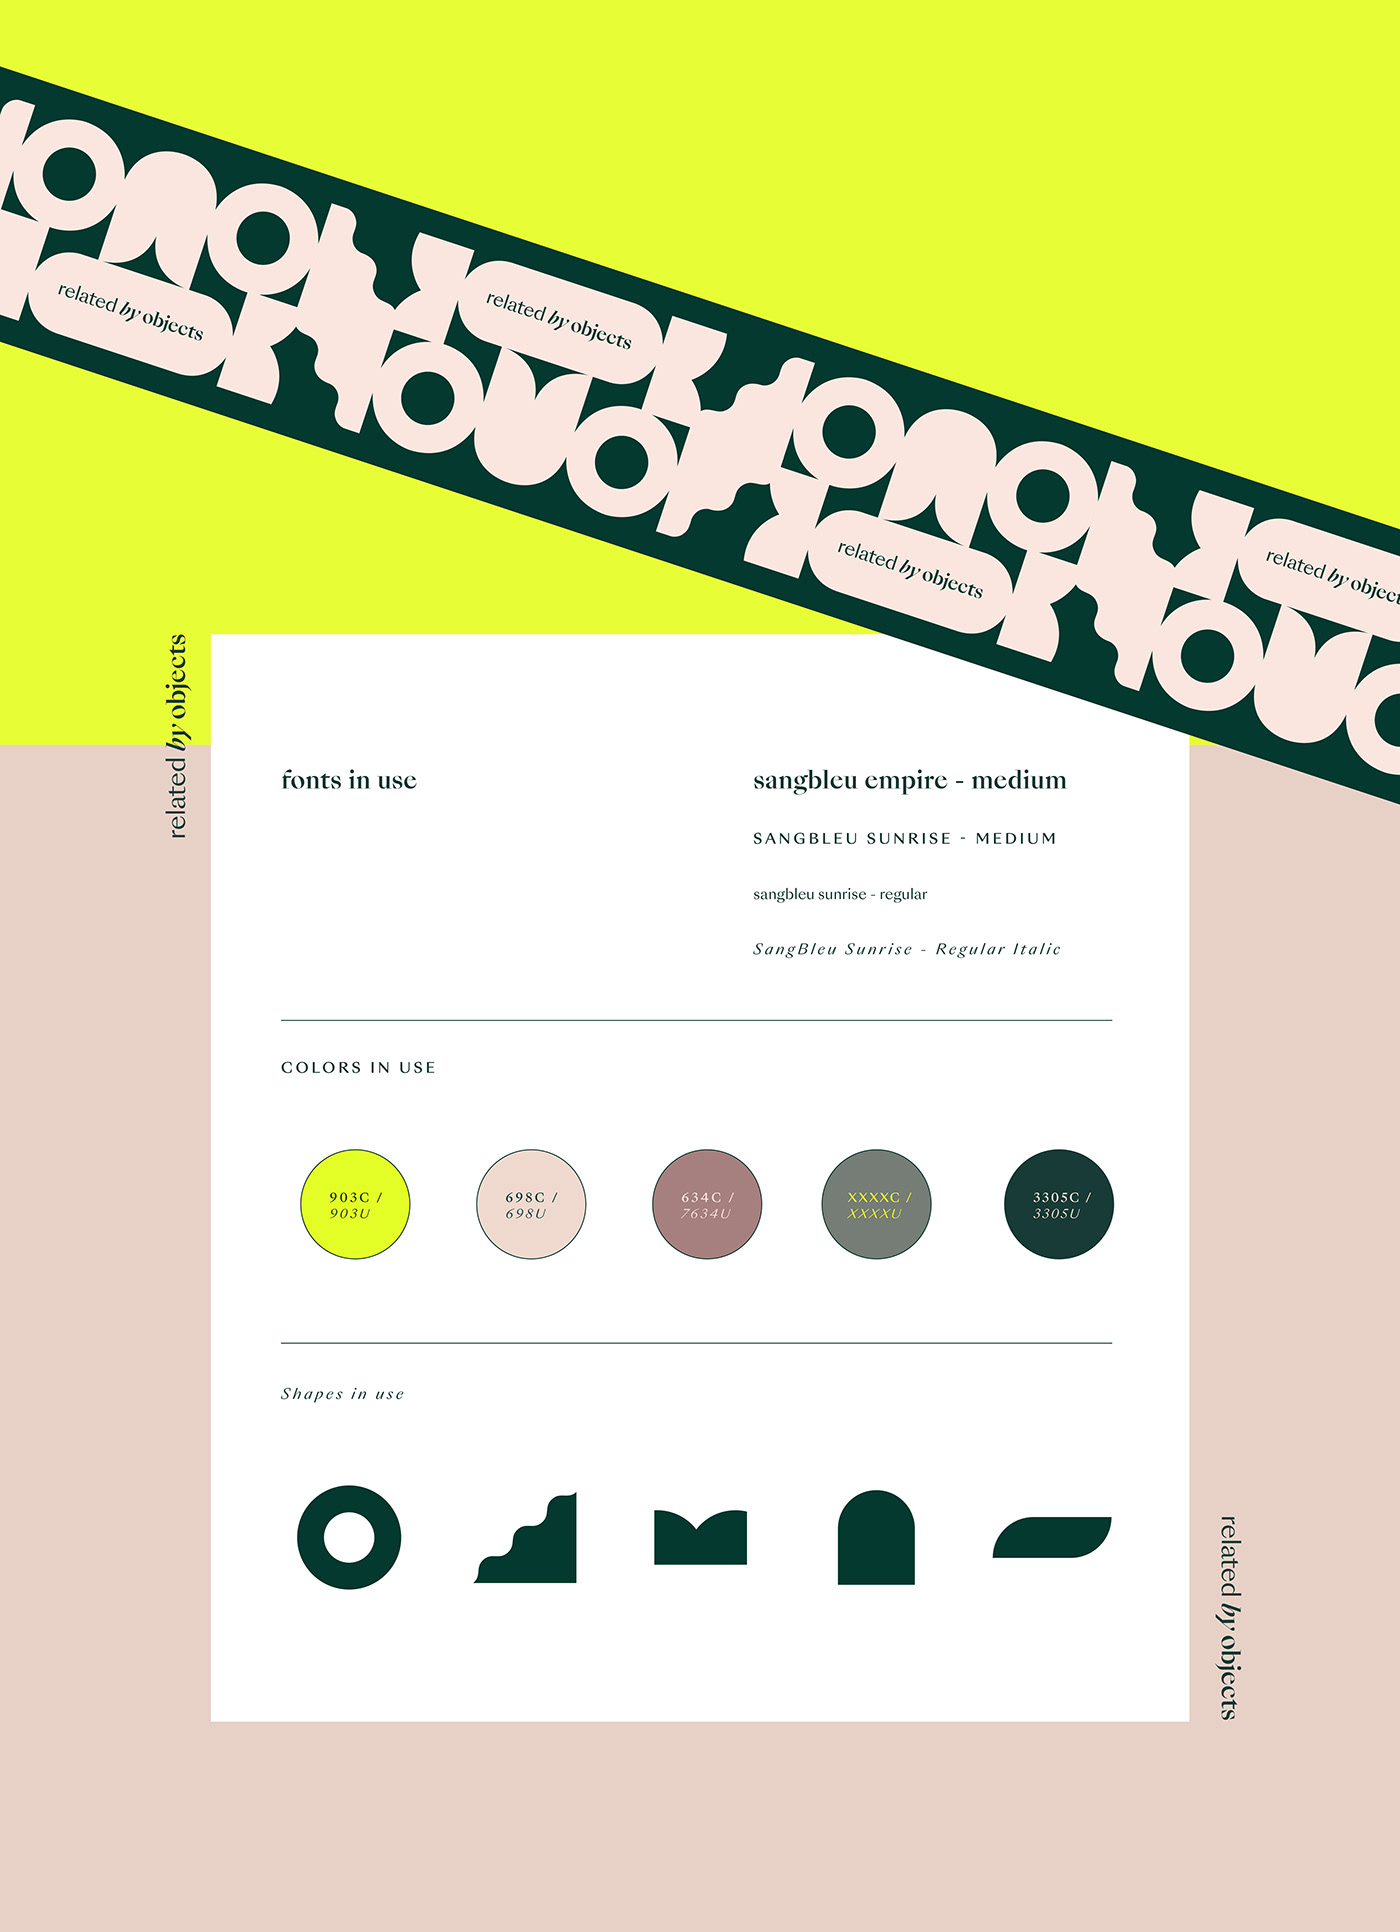 related by objects
related by objects
related by objects
related by objec
related by objects
fonts in use
sangbleu empire - medium
SANGBLEU SUNRISE - MEDIUM
sangbleu sunrise - regular
SangBleu Sunrise - Regular Italic
COLORS IN USE
903C /
903U
698C /
698U
634C /
7634U
XXXXC /
XXXXU
3305C /
3305U
Shapes in use
related by objects